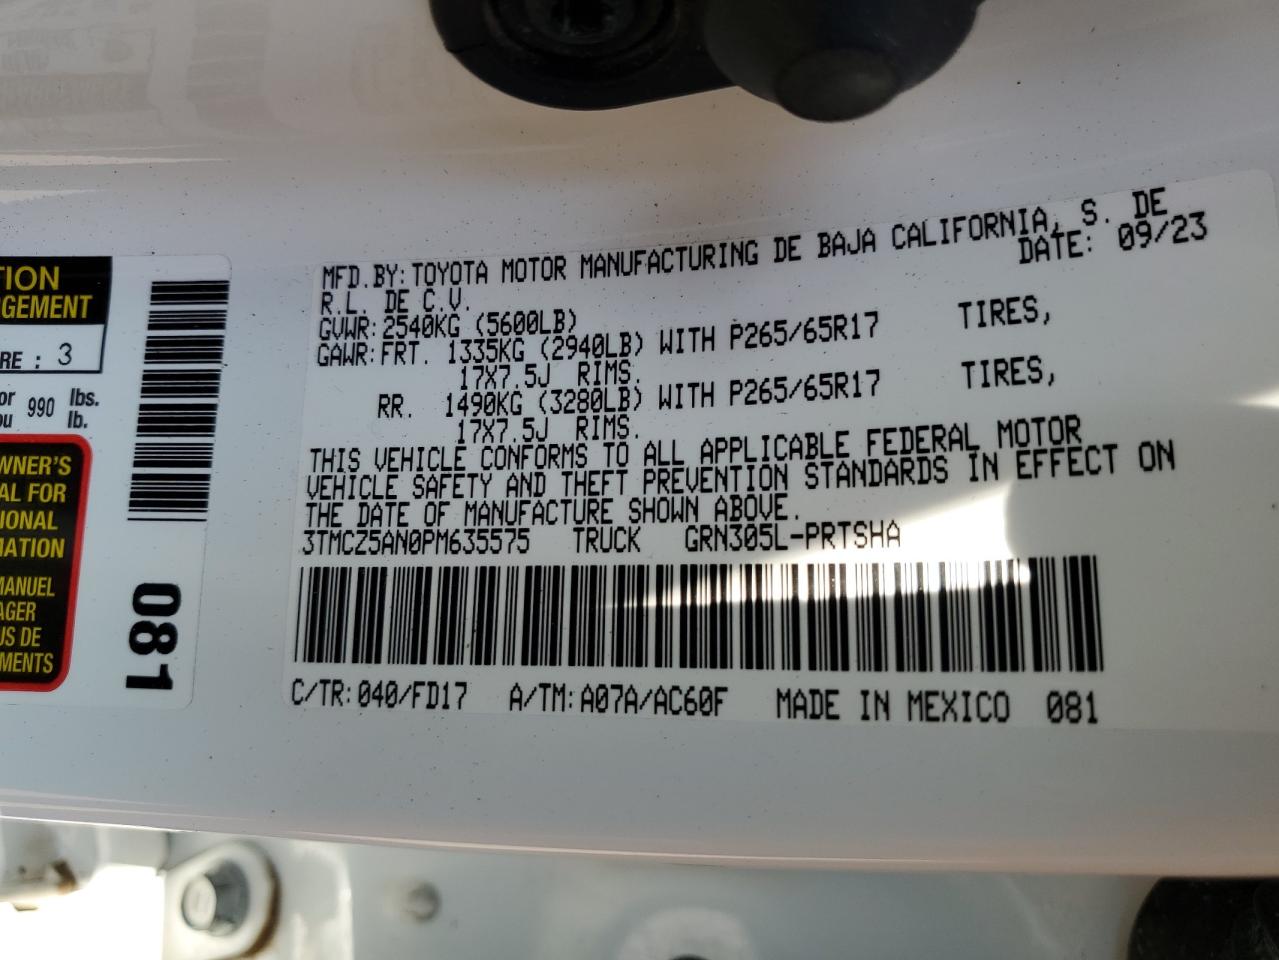 TION
GEMENT
RE : 3
or 990 lbs.
ou lb.
WNER'S
AL FOR
IONAL
MATION
MANUEL
AGER
US DE
MENTS
081
MFD.BY: TOYOTA MOTOR MANUFACTURING DE BAJA CALIFORNIA, S. DE
R.L. DE C.V. DATE: 09/23
GVWR: 2540KG (5600LB)
GAWR: FRT. 1335KG (2940LB) WITH P265/65R17 TIRES,
17X7.5J RIMS.
RR. 1490KG (3280LB) WITH P265/65R17 TIRES,
17X7.5J RIMS.
THIS VEHICLE CONFORMS TO ALL APPLICABLE FEDERAL MOTOR
VEHICLE SAFETY AND THEFT PREVENTION STANDARDS IN EFFECT ON
THE DATE OF MANUFACTURE SHOWN ABOVE.
3TMCZ5AN0PM635575 TRUCK GRN305L-PRTSHA
C/TR: 040/FD17 A/TM: A07A/AC60F MADE IN MEXICO 081